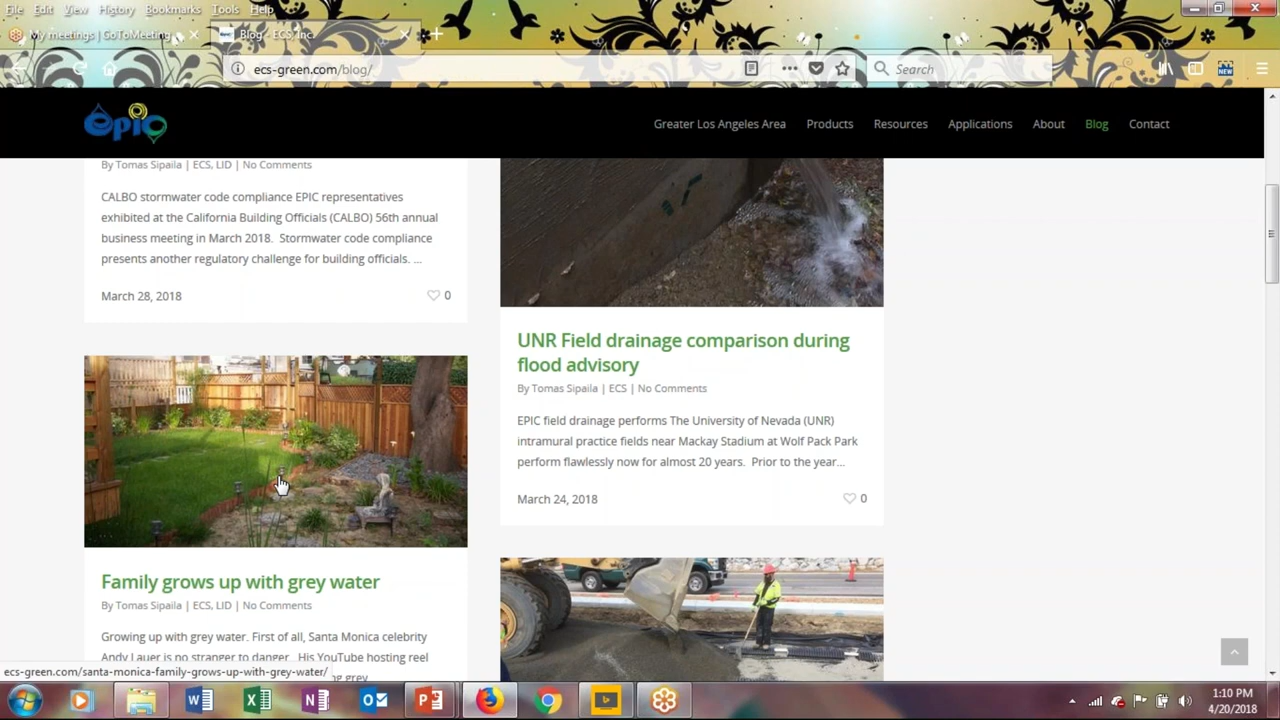 File Edit View History Bookmarks Tools Help
My meetings | GoToMeeting
Blog - ECS, Inc.
ecs-green.com/blog/
Search
NEW
epic
Greater Los Angeles Area Products Resources Applications About Blog Contact
By Tomas Sipaila | ECS, LID | No Comments
CALBO stormwater code compliance EPIC representatives
exhibited at the California Building Officials (CALBO) 56th annual
business meeting in March 2018. Stormwater code compliance
presents another regulatory challenge for building officials. ...
March 28, 2018
0
Family grows up with grey water
By Tomas Sipaila | ECS, LID | No Comments
Growing up with grey water. First of all, Santa Monica celebrity
Andy Lauer is no stranger to danger. His YouTube hosting reel
ing grey
UNR Field drainage comparison during
flood advisory
By Tomas Sipaila | ECS | No Comments
EPIC field drainage performs The University of Nevada (UNR)
intramural practice fields near Mackay Stadium at Wolf Pack Park
perform flawlessly now for almost 20 years. Prior to the year...
March 24, 2018
0
ecs-green.com/santa-monica-family-grows-up-with-grey-water/
1:10 PM
4/20/2018